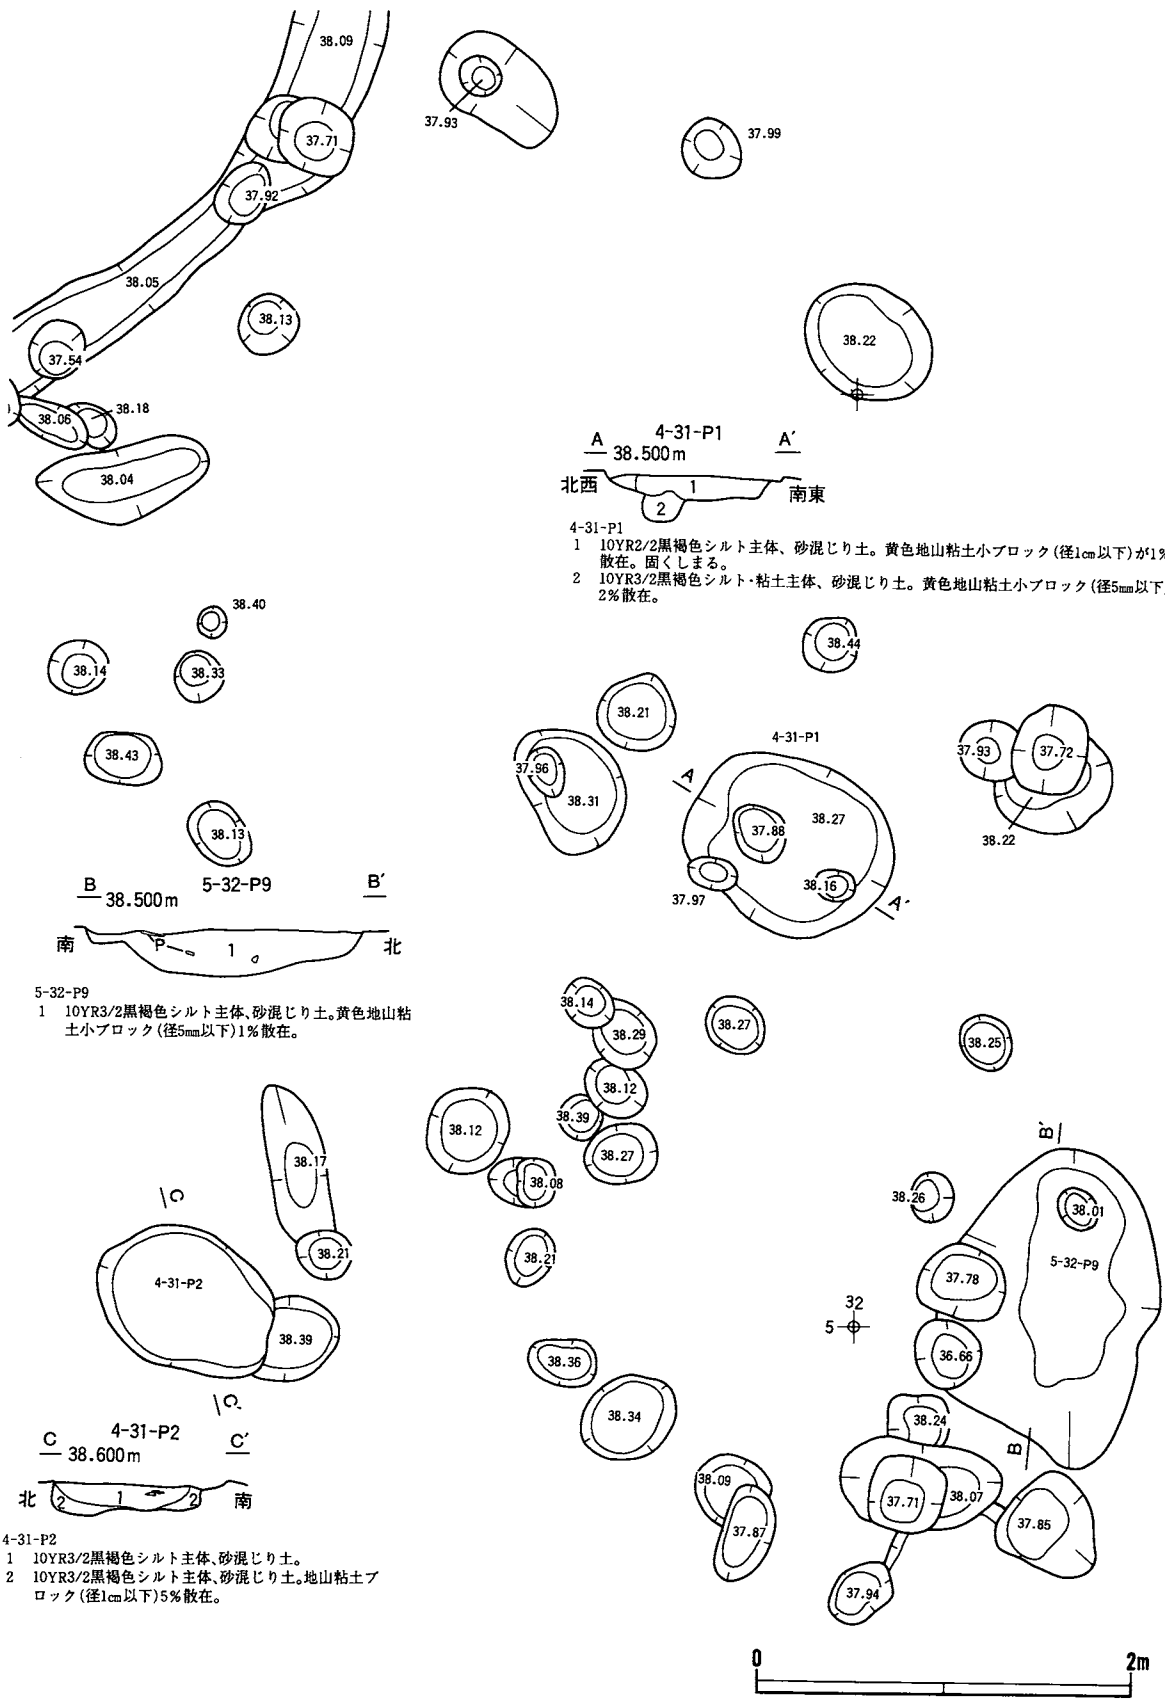 38.09
37.71
37.93
37.99
37.92
38.05
38.13
37.54
38.22
38.06
38.18
38.04
4-31-P1
A A′
38.500m
北西 1 南東
2
4-31-P1
1 10YR2/2黒褐色シルト主体、砂混じり土。黄色地山粘土小ブロック(径1cm以下)が1%
散在。固くしまる。
2 10YR3/2黒褐色シルト・粘土主体、砂混じり土。黄色地山粘土小ブロック(径5mm以下)
2%散在。
38.40
38.14
38.33
38.43
38.13
38.44
38.21
4-31-P1
37.96
38.31
A
37.88
38.27
38.16
37.97
A′
37.93
37.72
38.22
5-32-P9
B B′
38.500m
南 P 1 北
5-32-P9
1 10YR3/2黒褐色シルト主体、砂混じり土。黄色地山粘
土小ブロック(径5mm以下)1%散在。
38.14
38.29
38.27
38.25
38.12
38.39
38.12
38.27
38.08
38.21
38.17
C
38.21
4-31-P2
38.39
C′
B′
38.26
38.01
5-32-P9
37.78
32
5
36.66
38.36
38.34
38.24
B
38.09
37.87
37.71
38.07
37.85
37.94
4-31-P2
C C′
38.600m
北 2 1 2 南
4-31-P2
1 10YR3/2黒褐色シルト主体、砂混じり土。
2 10YR3/2黒褐色シルト主体、砂混じり土。地山粘土ブ
ロック(径1cm以下)5%散在。
0 2m